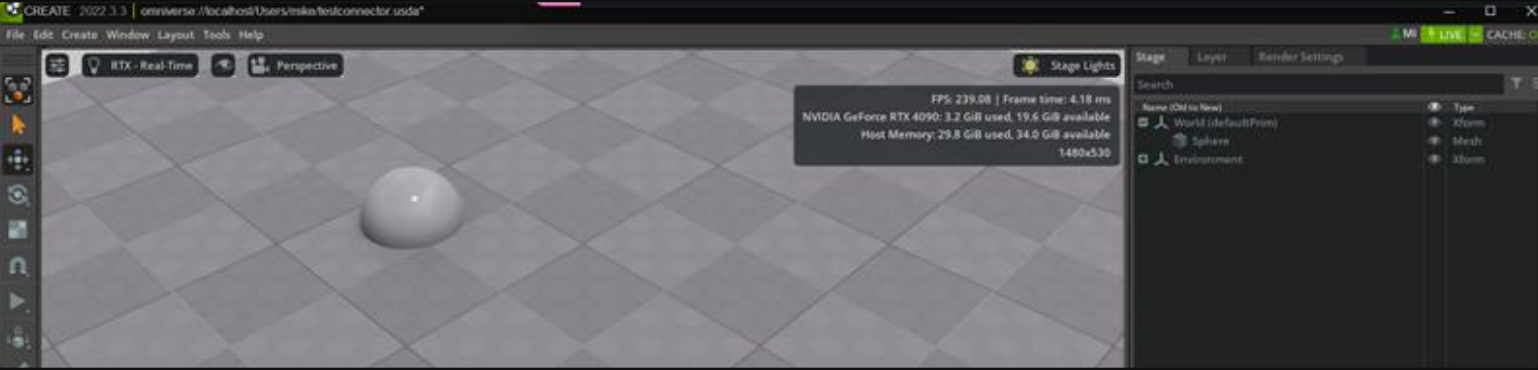 CREATE 2022.3.3 | omniverse://localhost/Users/mike/testconnector.usda*
File Edit Create Window Layout Tools Help
MI LIVE CACHE:
RTX - Real-Time
Perspective
Stage Lights
Stage Layer Render Settings
Search
FPS: 239.08 | Frame time: 4.18 ms
NVIDIA GeForce RTX 4090: 3.2 GiB used, 19.6 GiB available
Host Memory: 29.8 GiB used, 34.0 GiB available
1480x530
Name (Old to New) Type
World (defaultPrim) Xform
Sphere Mesh
Environment Xform